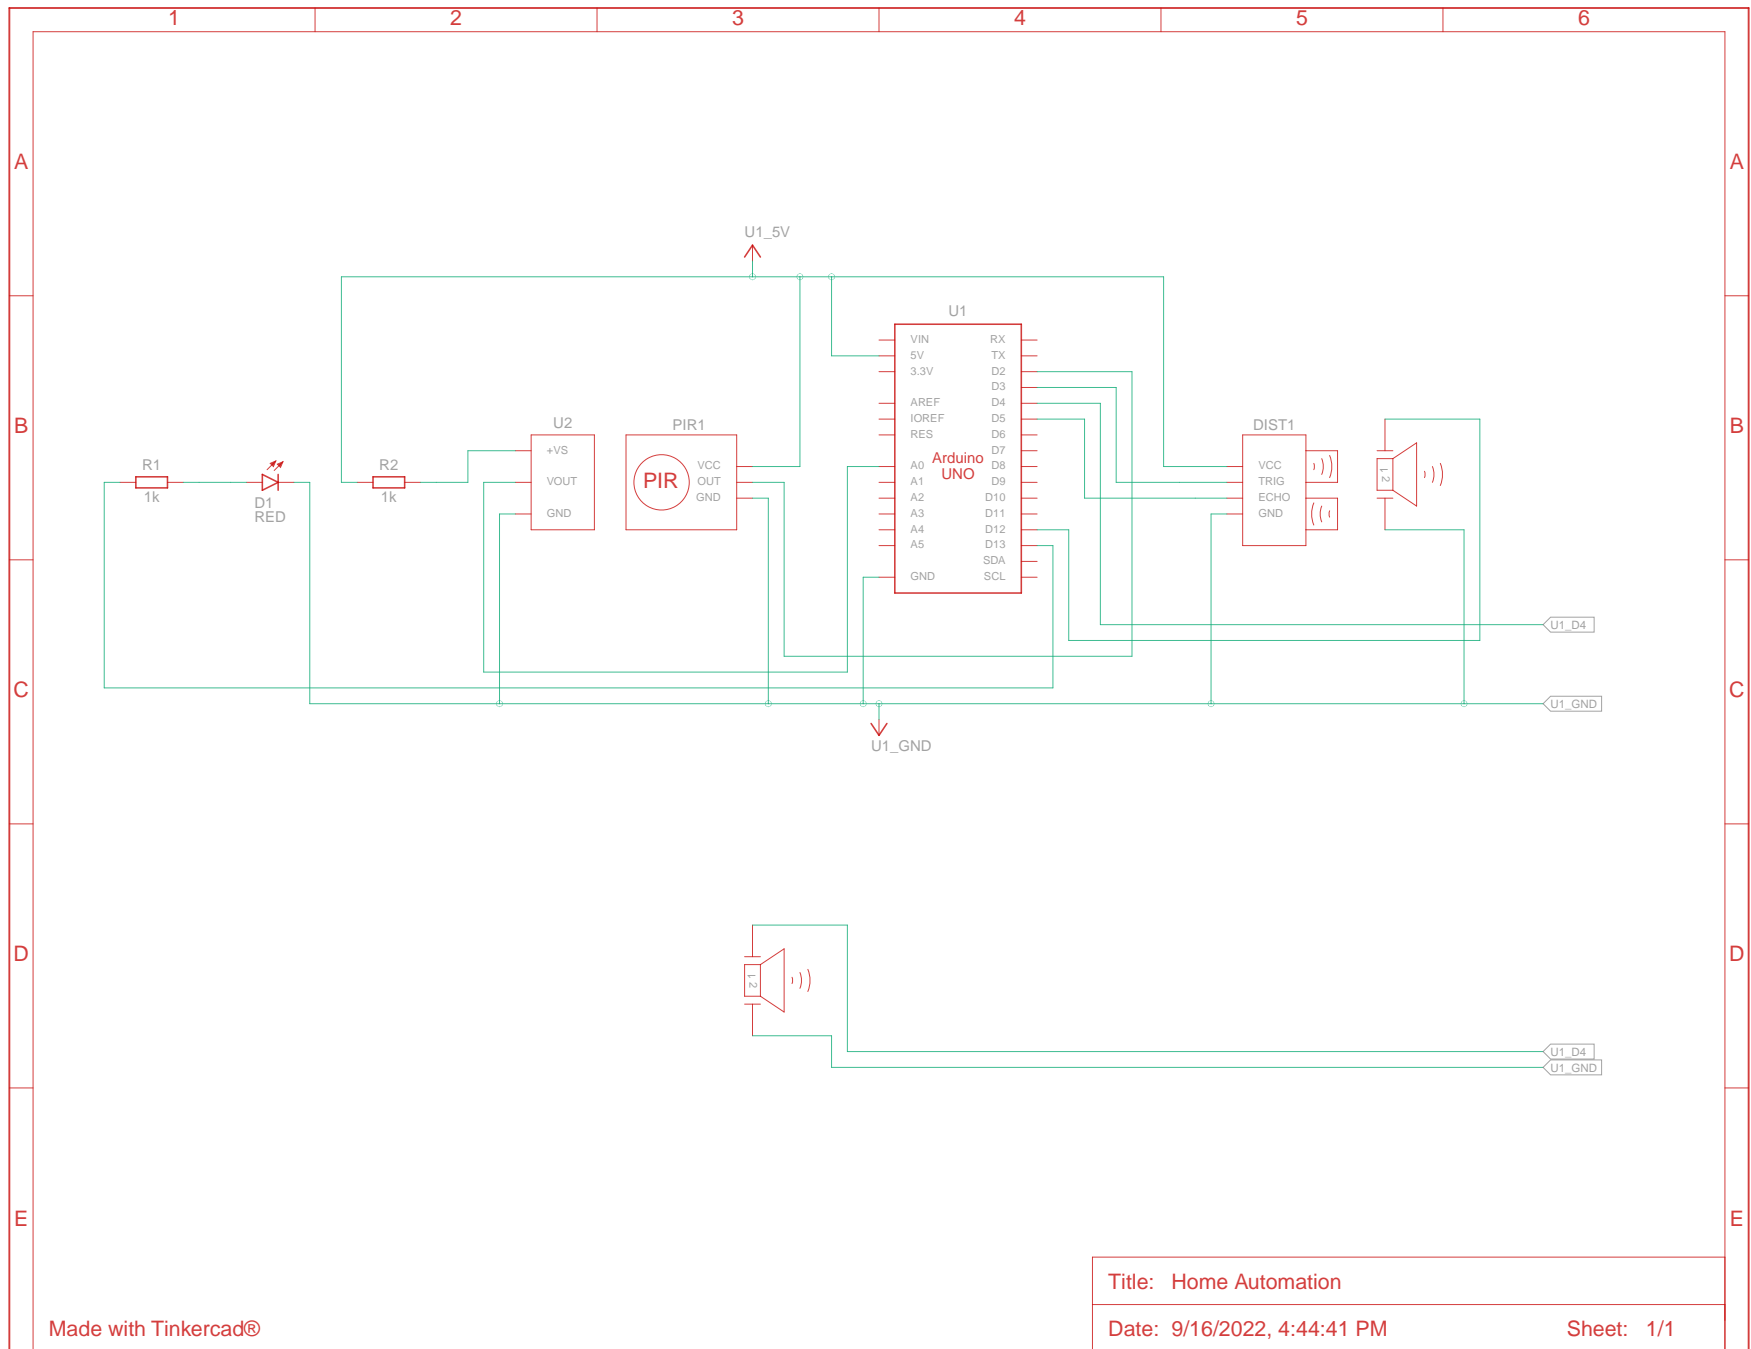 1 2 3 4 5 6
A A
U1_5V
U1
VIN RX
5V TX
3.3V D2
D3
AREF D4
IOREF D5
RES D6
D7
A0 D8
A1 D9
A2 D10
A3 D11
A4 D12
A5 D13
SDA
GND SCL
Arduino
UNO
B B
R1
1k
D1
RED
R2
1k
U2
+VS
VOUT
GND
PIR1
PIR
VCC
OUT
GND
DIST1
VCC
TRIG
ECHO
GND
1 2
U1_D4
C C
U1_GND
U1_GND
D D
1 2
U1_D4
U1_GND
E E
Title: Home Automation
Made with Tinkercad®
Date: 9/16/2022, 4:44:41 PM Sheet: 1/1